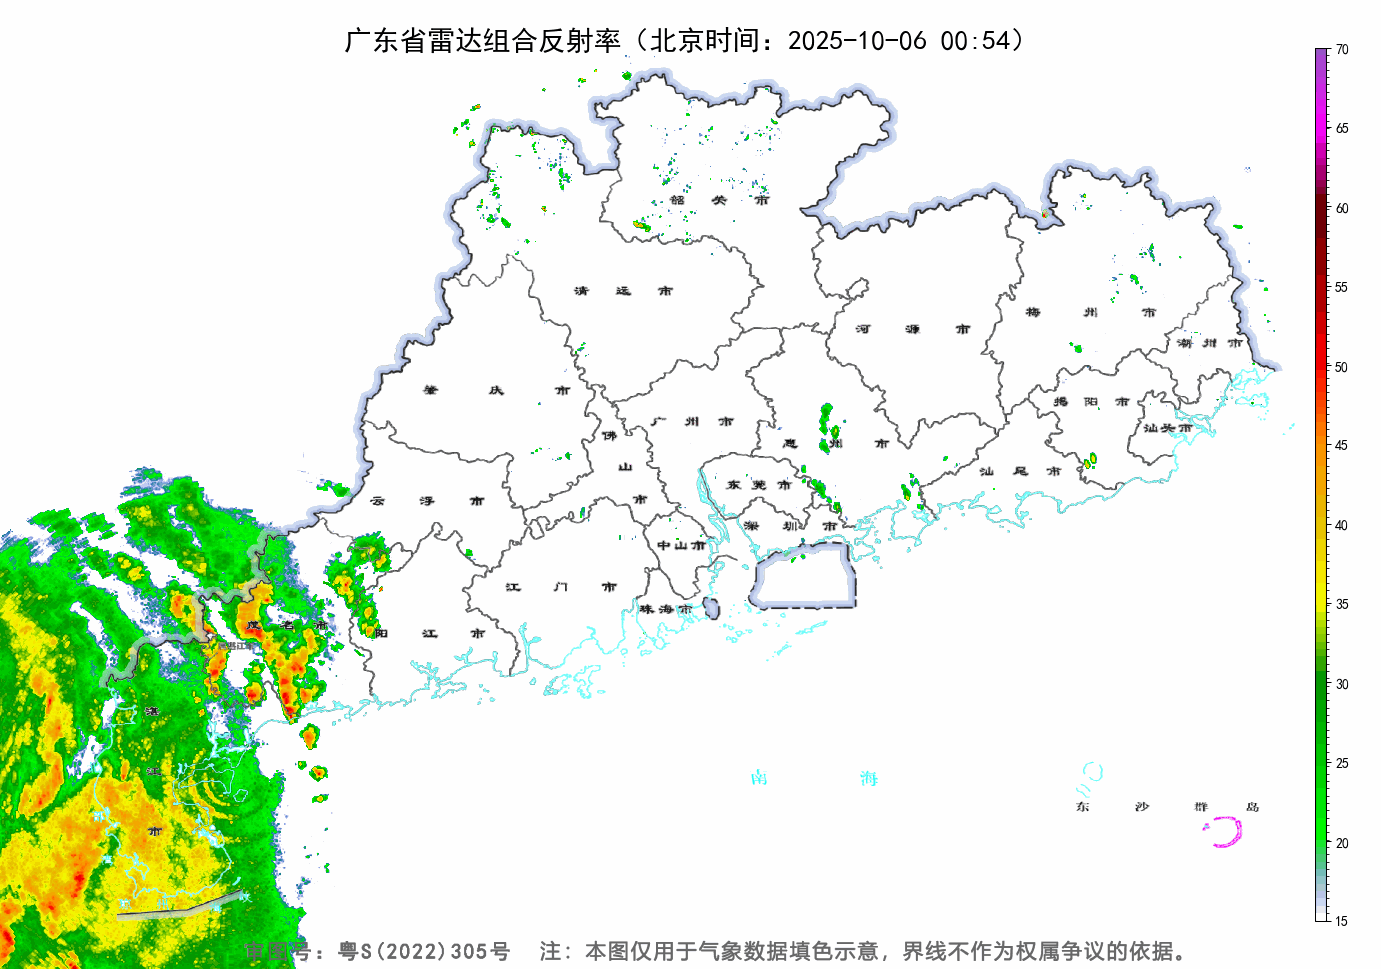 广东省雷达组合反射率（北京时间：2025-10-06 00:54）
70
65
60
55
50
45
40
35
30
25
20
15
韶 关 市
清 远 市
梅 州 市
河 源 市
潮 州 市
肇 庆 市
揭 阳 市
广 州 市
汕头市
佛 山 市
惠 州 市
汕 尾 市
东 莞 市
云 浮 市
深 圳 市
中山市
江 门 市
珠海市
茂 名 市
阳 江 市
湛 江 市
南 海
东 沙 群 岛
审图号：粤S(2022)305号 注：本图仅用于气象数据填色示意，界线不作为权属争议的依据。